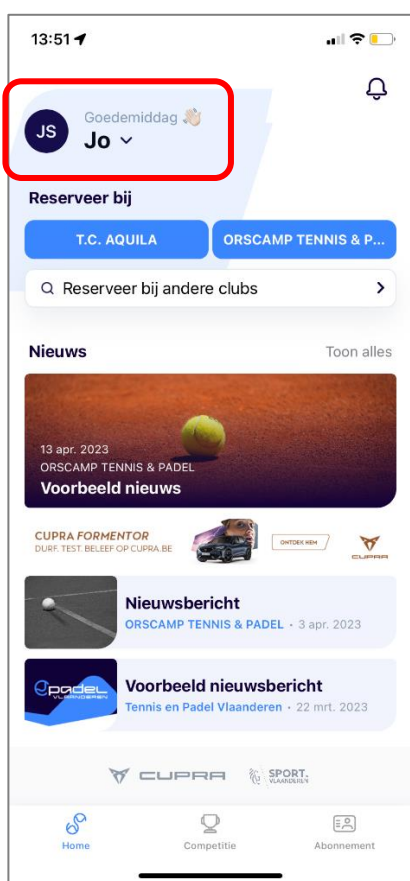 13:51
JS
Goedemiddag 👋
Jo
Reserveer bij
T.C. AQUILA
ORSCAMP TENNIS & P...
Reserveer bij andere clubs
Nieuws
Toon alles
13 apr. 2023
ORSCAMP TENNIS & PADEL
Voorbeeld nieuws
CUPRA FORMENTOR
DURF. TEST. BELEEF OP CUPRA.BE
ONTDEK HEM
CUPRA
Nieuwsbericht
ORSCAMP TENNIS & PADEL · 3 apr. 2023
padel
VLAANDEREN
Voorbeeld nieuwsbericht
Tennis en Padel Vlaanderen · 22 mrt. 2023
CUPRA
SPORT.
VLAANDEREN
Home
Competitie
Abonnement